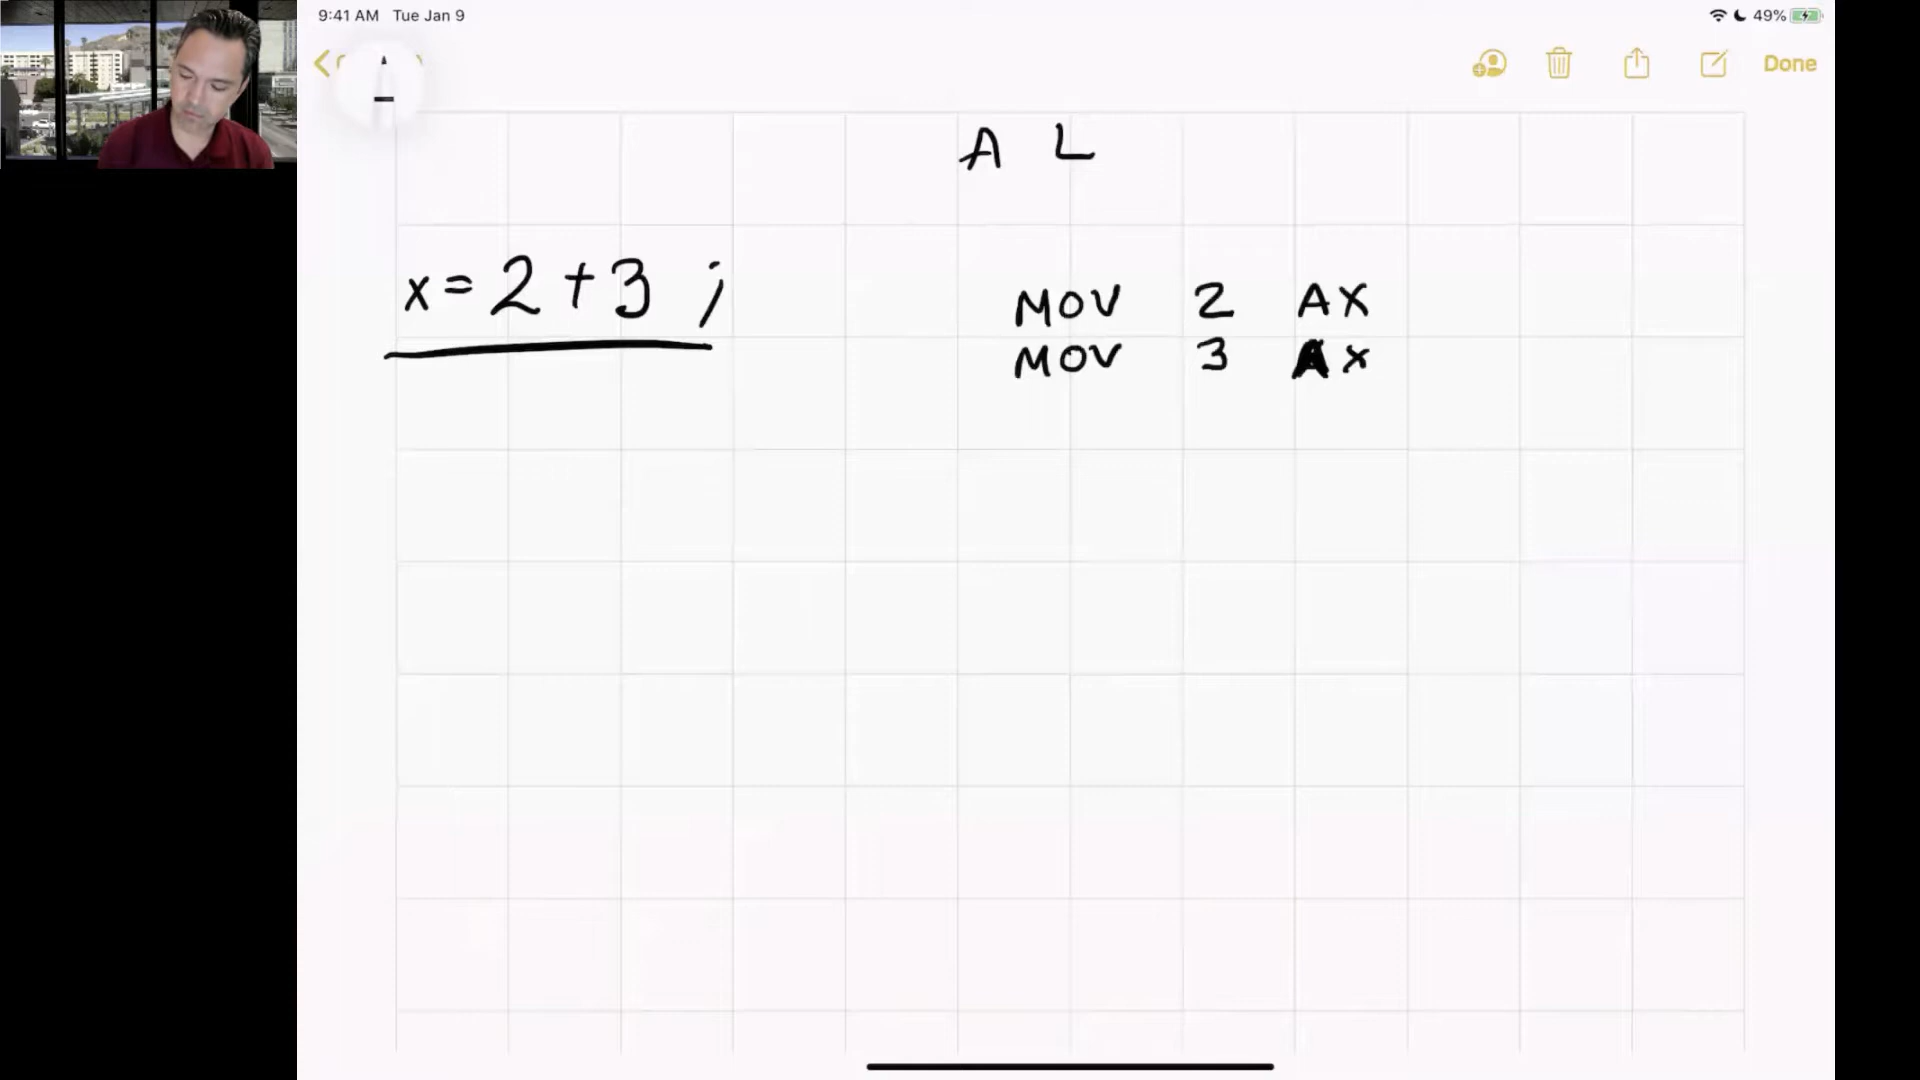 9:41 AM Tue Jan 9
49%
Done
A L
x = 2 + 3 ;
MOV 2 AX
MOV 3 AX